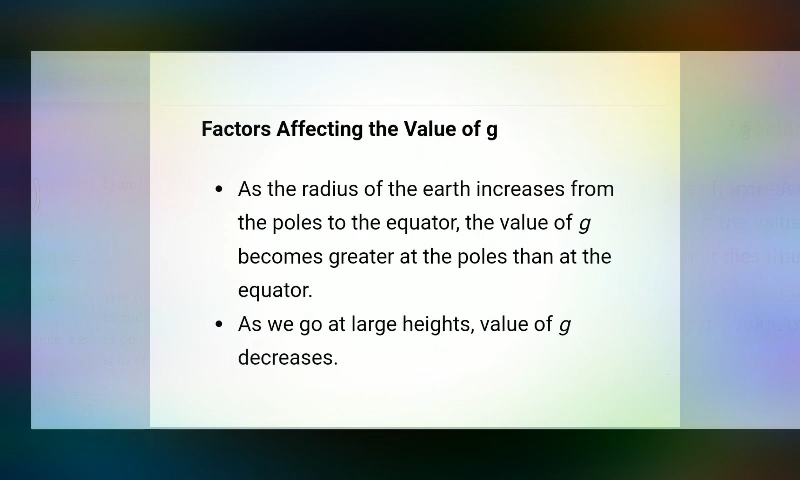 Factors Affecting the Value of g
• As the radius of the earth increases from
the poles to the equator, the value of g
becomes greater at the poles than at the
equator.
• As we go at large heights, value of g
decreases.